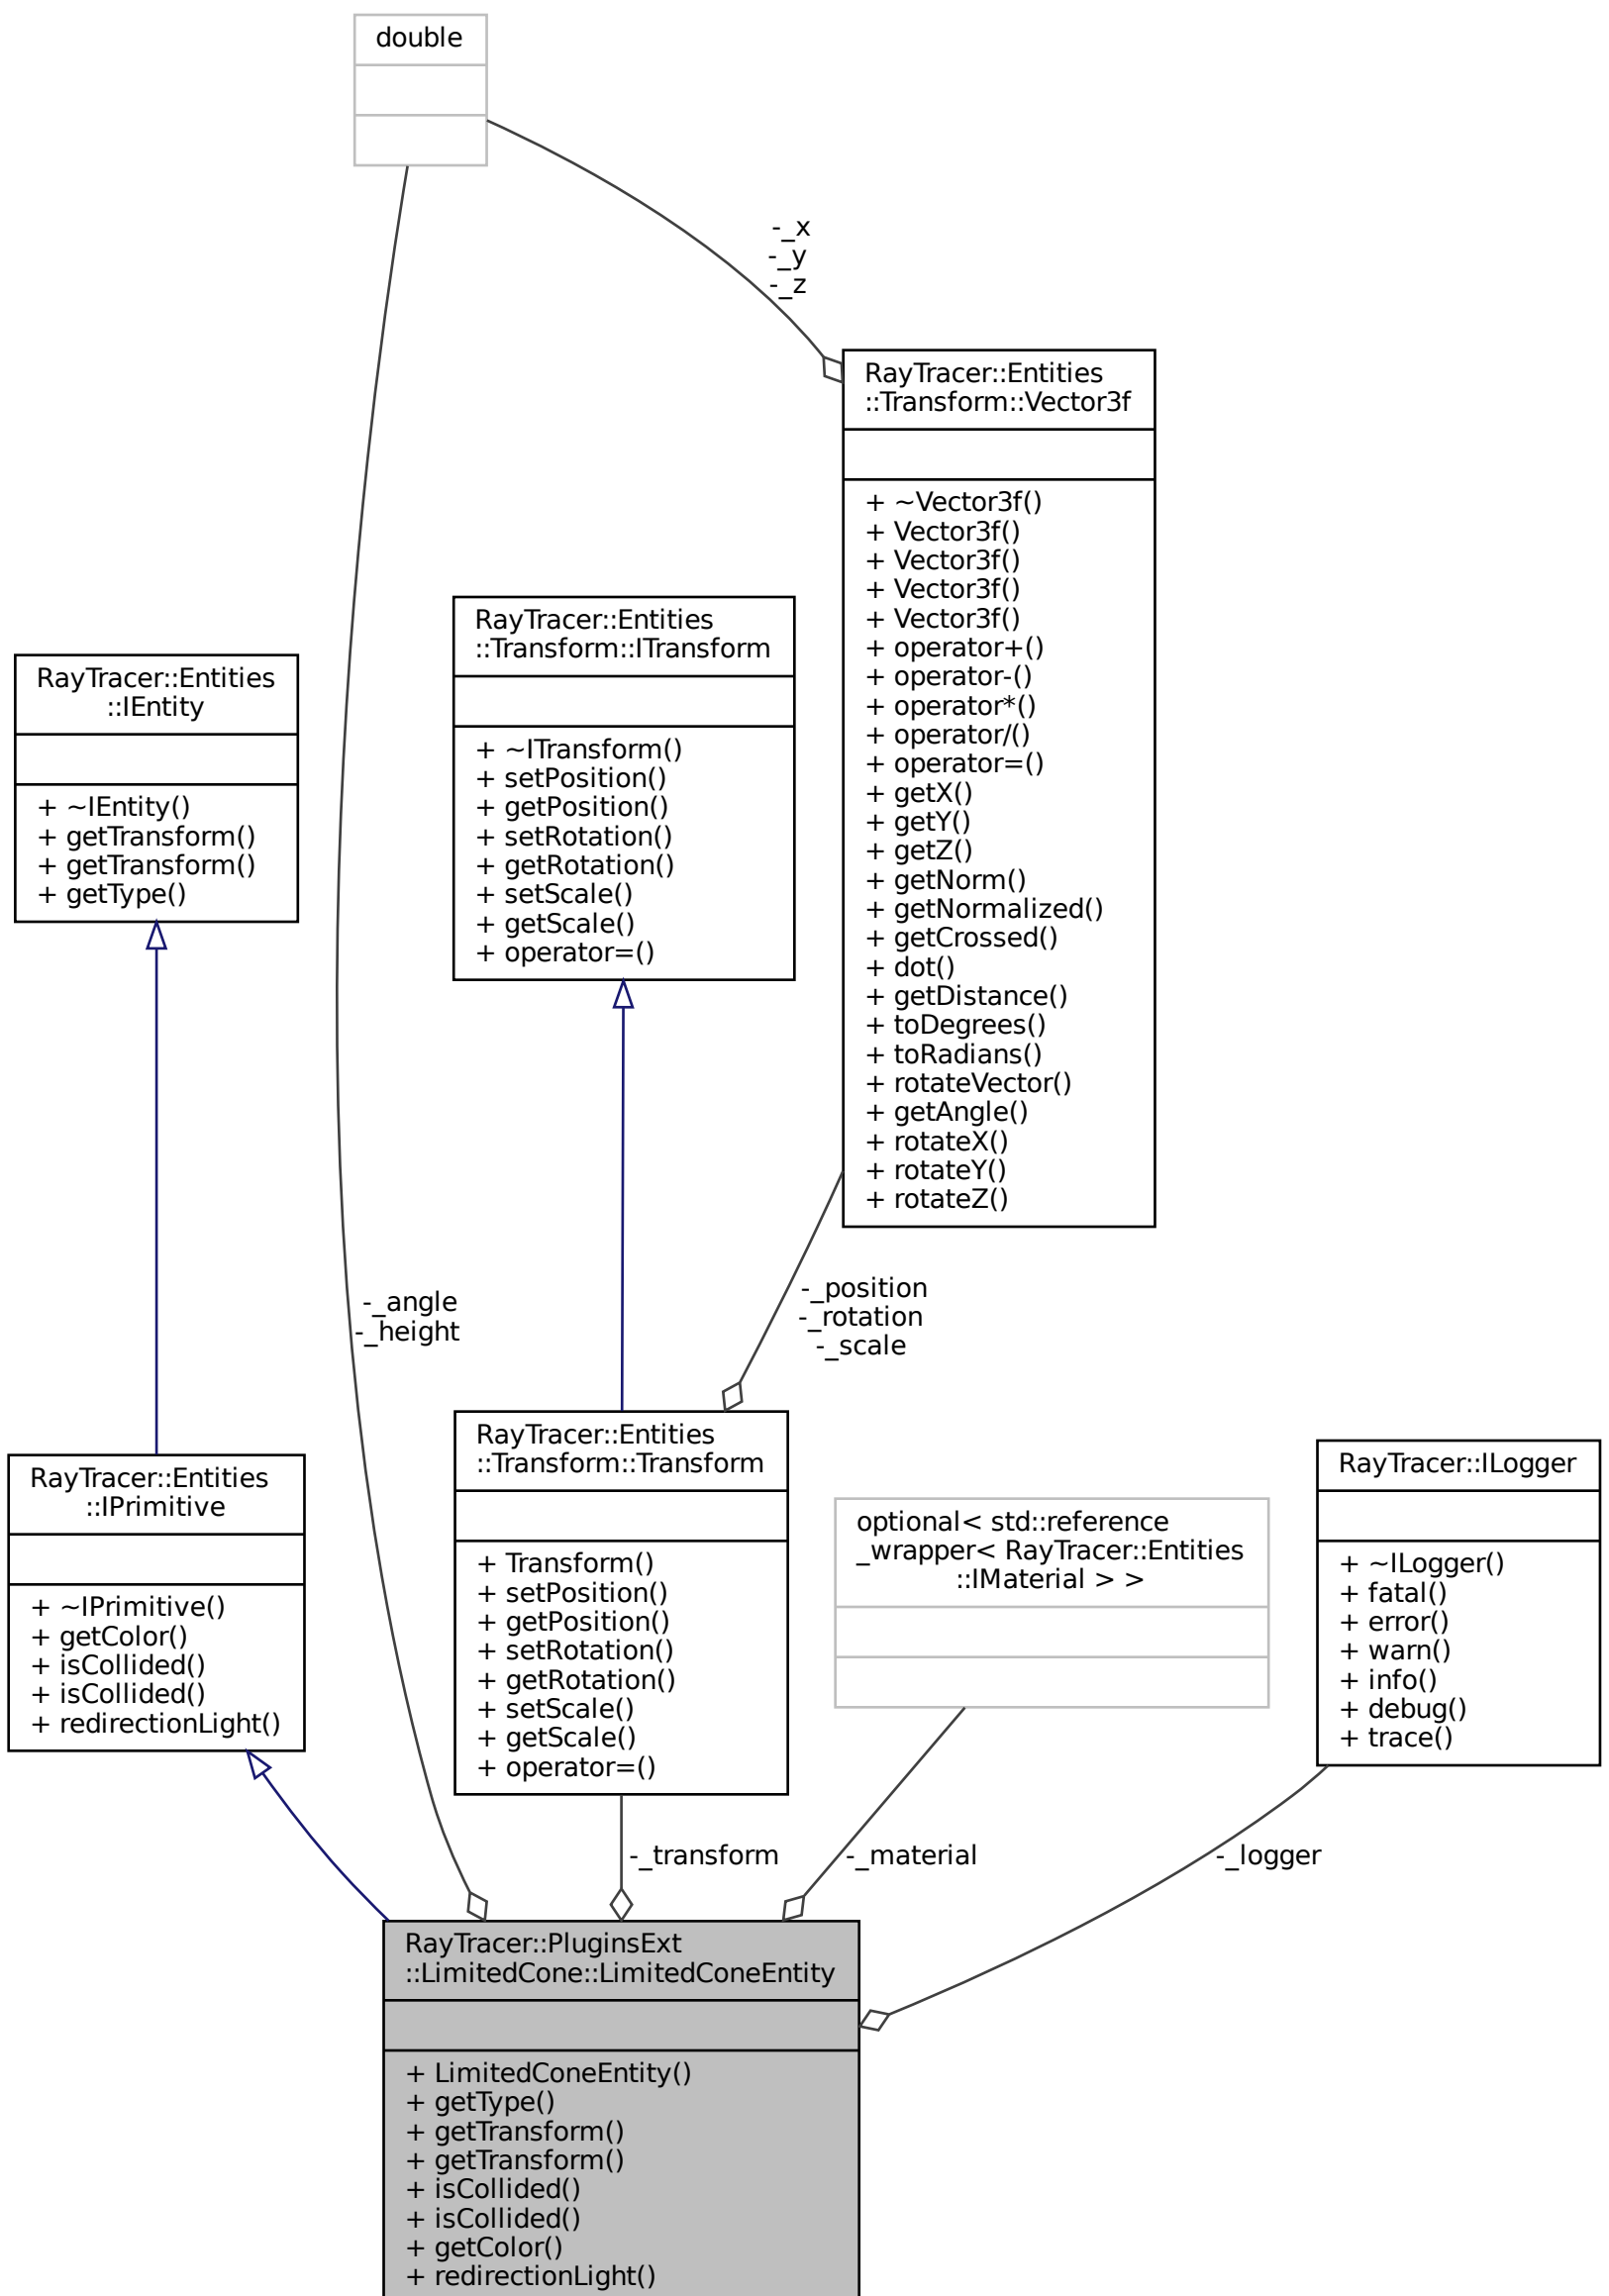 double
-_x
-_y
-_z
RayTracer::Entities
::Transform::Vector3f
+ ~Vector3f()
+ Vector3f()
+ Vector3f()
+ Vector3f()
+ Vector3f()
+ operator+()
+ operator-()
+ operator*()
+ operator/()
+ operator=()
+ getX()
+ getY()
+ getZ()
+ getNorm()
+ getNormalized()
+ getCrossed()
+ dot()
+ getDistance()
+ toDegrees()
+ toRadians()
+ rotateVector()
+ getAngle()
+ rotateX()
+ rotateY()
+ rotateZ()
RayTracer::Entities
::Transform::ITransform
+ ~ITransform()
+ setPosition()
+ getPosition()
+ setRotation()
+ getRotation()
+ setScale()
+ getScale()
+ operator=()
RayTracer::Entities
::IEntity
+ ~IEntity()
+ getTransform()
+ getTransform()
+ getType()
-_angle
-_height
-_position
-_rotation
-_scale
RayTracer::Entities
::IPrimitive
+ ~IPrimitive()
+ getColor()
+ isCollided()
+ isCollided()
+ redirectionLight()
RayTracer::Entities
::Transform::Transform
+ Transform()
+ setPosition()
+ getPosition()
+ setRotation()
+ getRotation()
+ setScale()
+ getScale()
+ operator=()
optional< std::reference
_wrapper< RayTracer::Entities
::IMaterial > >
RayTracer::ILogger
+ ~ILogger()
+ fatal()
+ error()
+ warn()
+ info()
+ debug()
+ trace()
-_transform
-_material
-_logger
RayTracer::PluginsExt
::LimitedCone::LimitedConeEntity
+ LimitedConeEntity()
+ getType()
+ getTransform()
+ getTransform()
+ isCollided()
+ isCollided()
+ getColor()
+ redirectionLight()